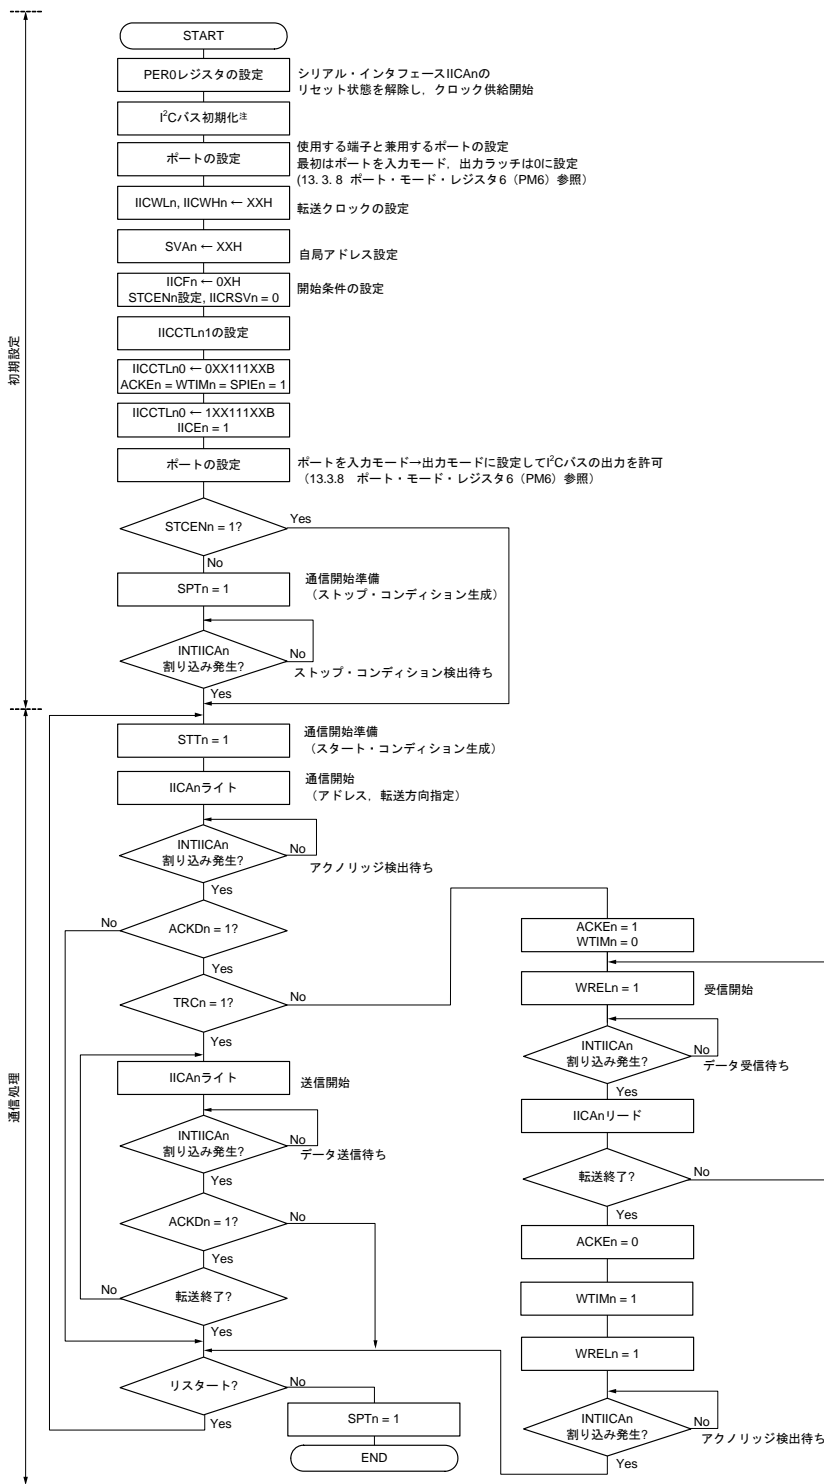 START
PER0レジスタの設定
シリアル・インタフェースIICAnの
リセット状態を解除し，クロック供給開始
I²Cバス初期化注
ポートの設定
使用する端子と兼用するポートの設定
最初はポートを入力モード，出力ラッチは0に設定
(13.3.8 ポート・モード・レジスタ6（PM6）参照）
IICWLn, IICWHn ← XXH
転送クロックの設定
SVAn ← XXH
自局アドレス設定
IICFn ← 0XH
STCENn設定, IICRSVn = 0
開始条件の設定
IICCTLn1の設定
初期設定
IICCTLn0 ← 0XX111XXB
ACKEn = WTIMn = SPIEn = 1
IICCTLn0 ← 1XX111XXB
IICEn = 1
ポートの設定
ポートを入力モード→出力モードに設定してI²Cバスの出力を許可
（13.3.8 ポート・モード・レジスタ6（PM6）参照）
STCENn = 1?
Yes
No
SPTn = 1
通信開始準備
（ストップ・コンディション生成）
INTIICAn
割り込み発生?
No
ストップ・コンディション検出待ち
Yes
STTn = 1
通信開始準備
（スタート・コンディション生成）
IICAnライト
通信開始
（アドレス，転送方向指定）
INTIICAn
割り込み発生?
No
アクノリッジ検出待ち
Yes
ACKDn = 1?
No
Yes
TRCn = 1?
No
Yes
通信処理
IICAnライト
送信開始
INTIICAn
割り込み発生?
No
データ送信待ち
Yes
ACKDn = 1?
No
Yes
転送終了?
No
Yes
リスタート?
No
Yes
SPTn = 1
END
ACKEn = 1
WTIMn = 0
WRELn = 1
受信開始
INTIICAn
割り込み発生?
No
データ受信待ち
Yes
IICAnリード
転送終了?
No
Yes
ACKEn = 0
WTIMn = 1
WRELn = 1
INTIICAn
割り込み発生?
No
アクノリッジ検出待ち
Yes